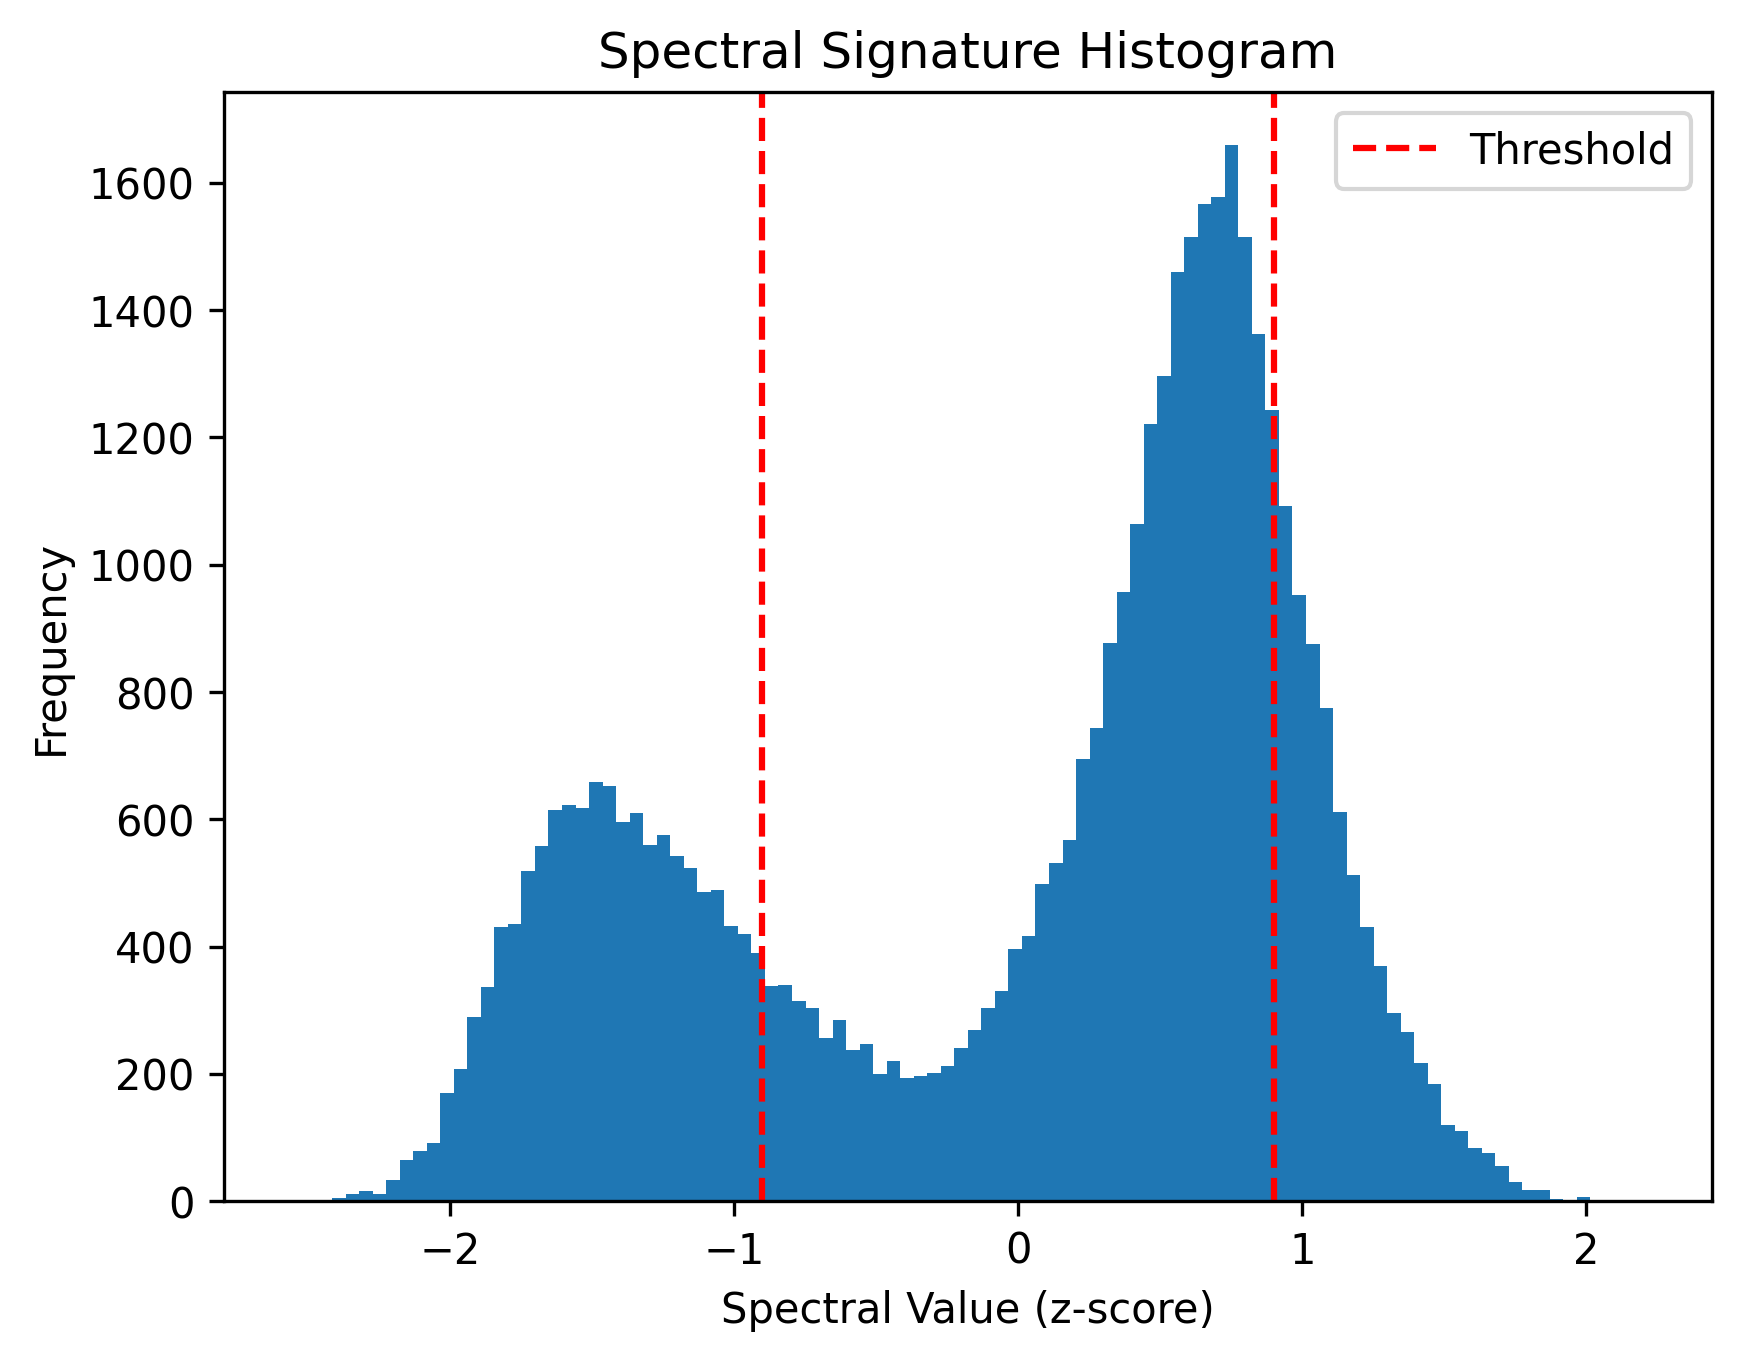 Spectral Signature Histogram
Threshold
Frequency
1600
1400
1200
1000
800
600
400
200
0
−2 −1 0 1 2
Spectral Value (z-score)